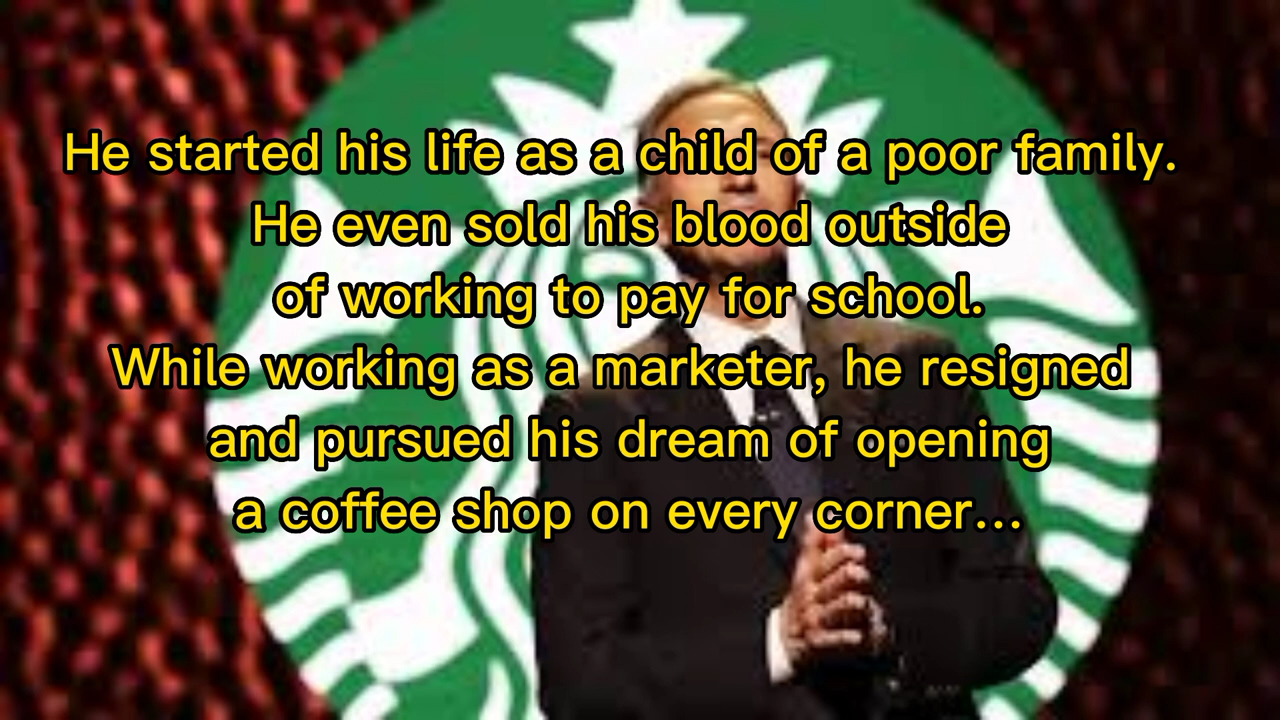 He started his life as a child of a poor family.
He even sold his blood outside
of working to pay for school.
While working as a marketer, he resigned
and pursued his dream of opening
a coffee shop on every corner...